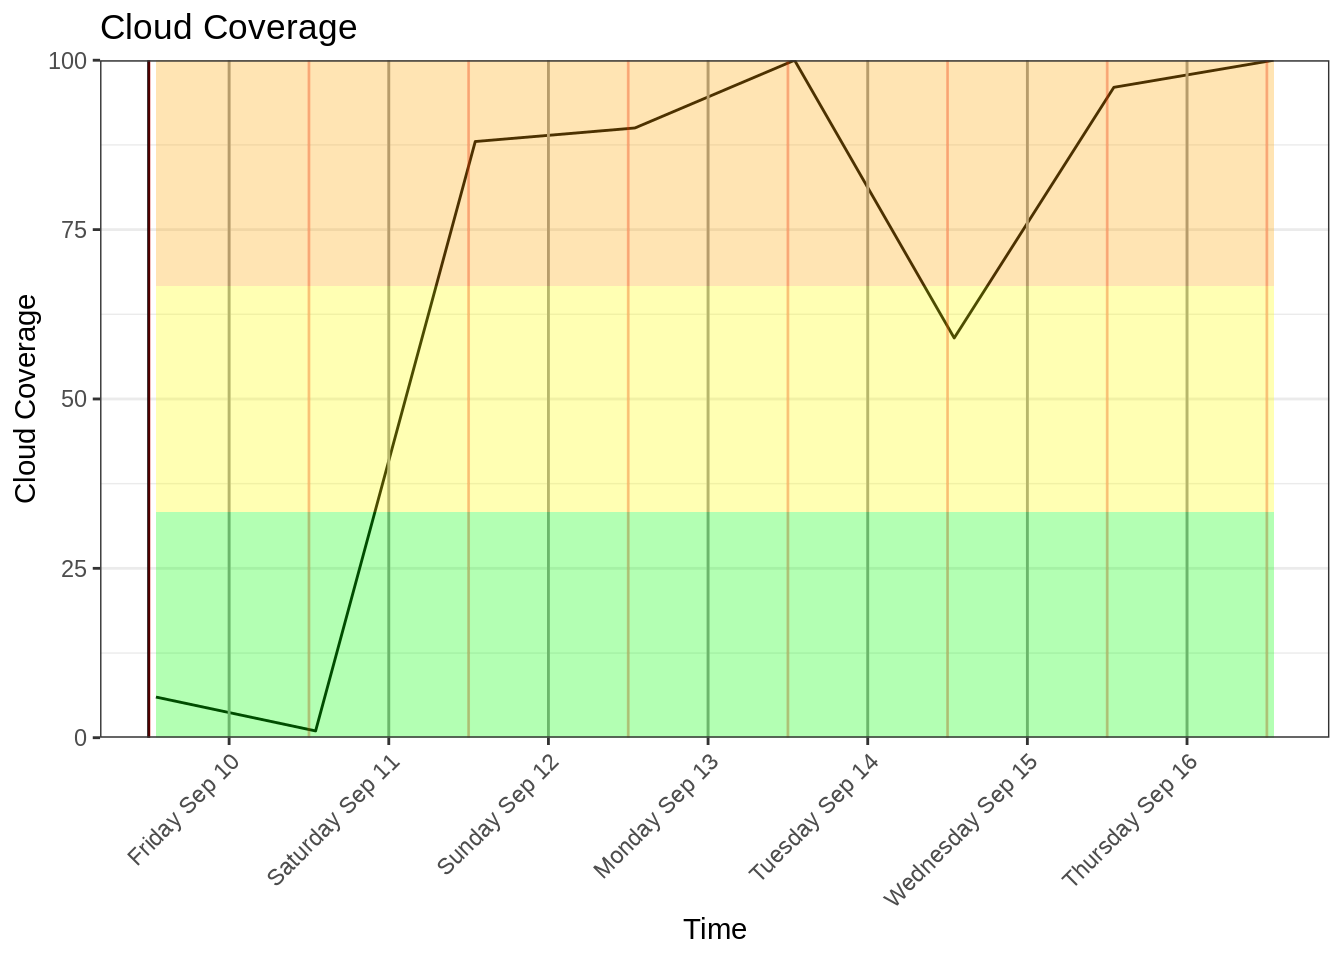 Cloud Coverage
100
75
50
25
0
Cloud Coverage
Friday Sep 10
Saturday Sep 11
Sunday Sep 12
Monday Sep 13
Tuesday Sep 14
Wednesday Sep 15
Thursday Sep 16
Time